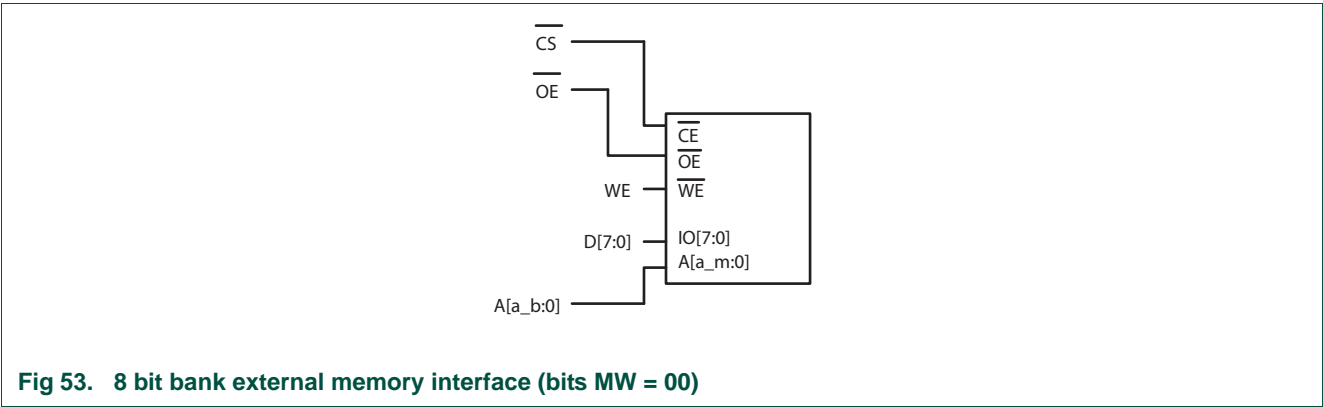 CS
OE
CE
OE
WE WE
D[7:0] IO[7:0]
A[a_m:0]
A[a_b:0]
Fig 53. 8 bit bank external memory interface (bits MW = 00)